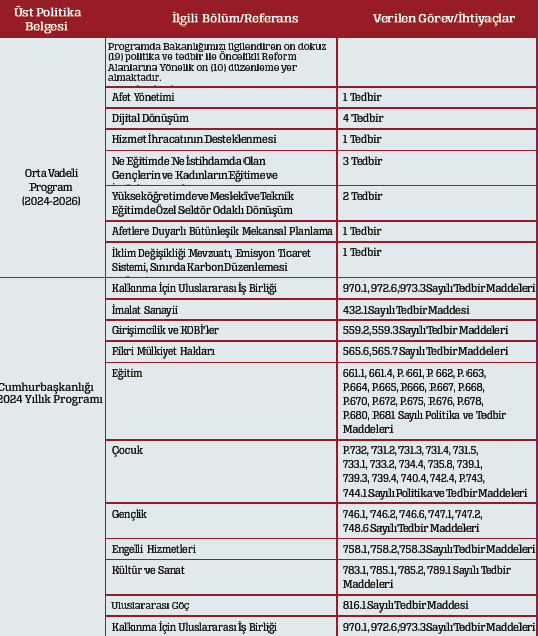 Üst Politika
Belgesi
İlgili Bölüm/Referans
Verilen Görev/İhtiyaçlar
Orta Vadeli
Program
(2024-2026)
Programda Bakanlığımızı ilgilendiren on dokuz
(19) politika ve tedbir ile Öncelikli Reform
Alanlarına Yönelik on (10) düzenleme yer
almaktadır.
Afet Yönetimi
1 Tedbir
Dijital Dönüşüm
4 Tedbir
Hizmet İhracatının Desteklenmesi
1 Tedbir
Ne Eğitimde Ne İstihdamda Olan
Gençlerin ve Kadınların Eğitime ve
3 Tedbir
Yükseköğretimde ve Meslekî ve Teknik
Eğitimde Özel Sektör Odaklı Dönüşüm
2 Tedbir
Afetlere Duyarlı Bütünleşik Mekansal Planlama
1 Tedbir
İklim Değişikliği Mevzuatı, Emisyon Ticaret
Sistemi, Sınırda Karbon Düzenlemesi
1 Tedbir
Cumhurbaşkanlığı
2024 Yıllık Programı
Kalkınma İçin Uluslararası İş Birliği
970.1, 972.6, 973.3 Sayılı Tedbir Maddeleri
İmalat Sanayii
432.1 Sayılı Tedbir Maddesi
Girişimcilik ve KOBİ'ler
559.2, 559.3 Sayılı Tedbir Maddeleri
Fikri Mülkiyet Hakları
565.6, 565.7 Sayılı Tedbir Maddeleri
Eğitim
661.1, 661.4, P. 661, P. 662, P. 663,
P.664, P.665, P.666, P.667, P.668,
P.670, P.672, P.675, P.676, P.678,
P.680, P.681 Sayılı Politika ve Tedbir
Maddeleri
Çocuk
P.732, 731.2, 731.3, 731.4, 731.5,
733.1, 733.2, 734.4, 735.8, 739.1,
739.3, 739.4, 740.4, 742.4, P.743,
744.1 Sayılı Politika ve Tedbir Maddeleri
Gençlik
746.1, 746.2, 746.6, 747.1, 747.2,
748.6 Sayılı Tedbir Maddeleri
Engelli Hizmetleri
758.1, 758.2, 758.3 Sayılı Tedbir Maddeleri
Kültür ve Sanat
783.1, 785.1, 785.2, 789.1 Sayılı Tedbir
Maddeleri
Uluslararası Göç
816.1 Sayılı Tedbir Maddesi
Kalkınma İçin Uluslararası İş Birliği
970.1, 972.6, 973.3 Sayılı Tedbir Maddeleri